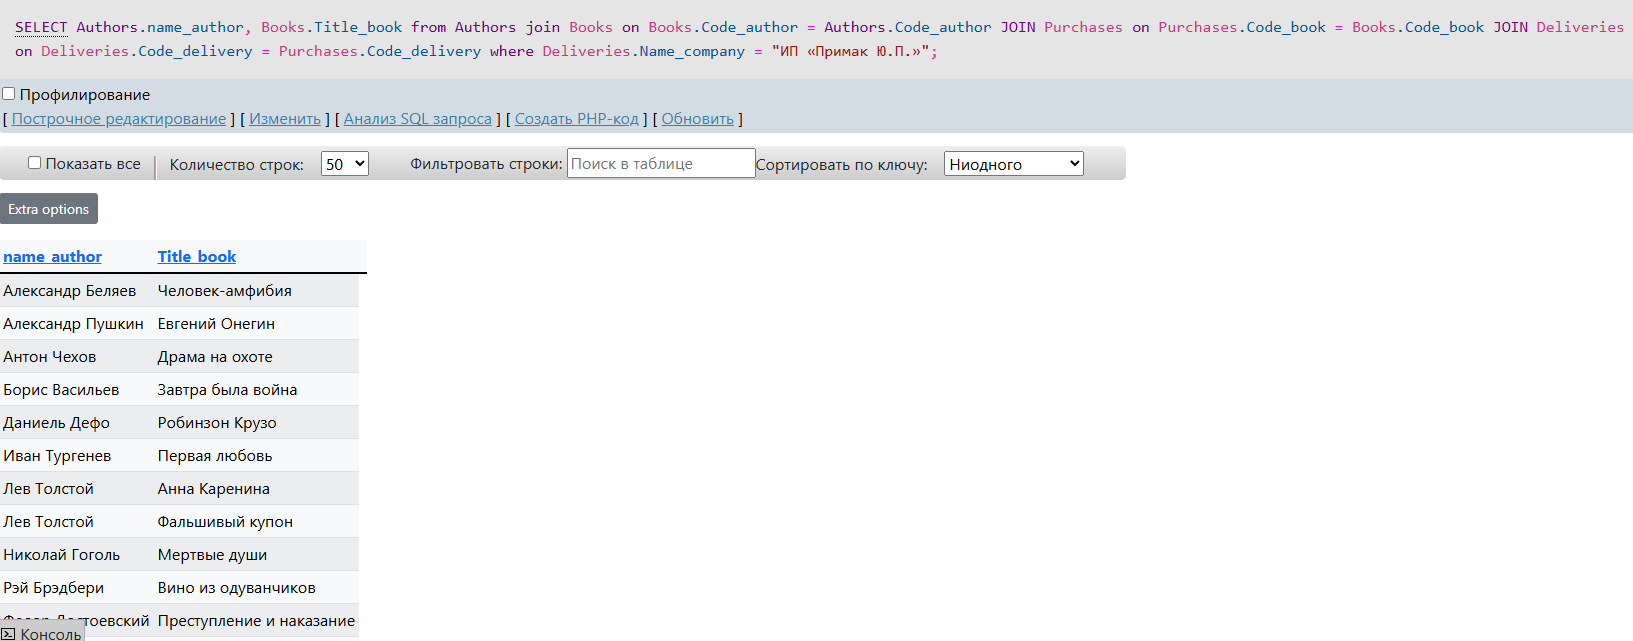 SELECT Authors.name_author, Books.Title_book from Authors join Books on Books.Code_author = Authors.Code_author JOIN Purchases on Purchases.Code_book = Books.Code_book JOIN Deliveries
on Deliveries.Code_delivery = Purchases.Code_delivery where Deliveries.Name_company = "ИП «Примак Ю.П.»";
Профилирование
[ Построчное редактирование ] [ Изменить ] [ Анализ SQL запроса ] [ Создать PHP-код ] [ Обновить ]
Показать все Количество строк: 50 Фильтровать строки: Поиск в таблице Сортировать по ключу: Ниодного
Extra options
name_author Title_book
Александр Беляев Человек-амфибия
Александр Пушкин Евгений Онегин
Антон Чехов Драма на охоте
Борис Васильев Завтра была война
Даниель Дефо Робинзон Крузо
Иван Тургенев Первая любовь
Лев Толстой Анна Каренина
Лев Толстой Фальшивый купон
Николай Гоголь Мертвые души
Рэй Брэдбери Вино из одуванчиков
Федор Достоевский Преступление и наказание
Консоль